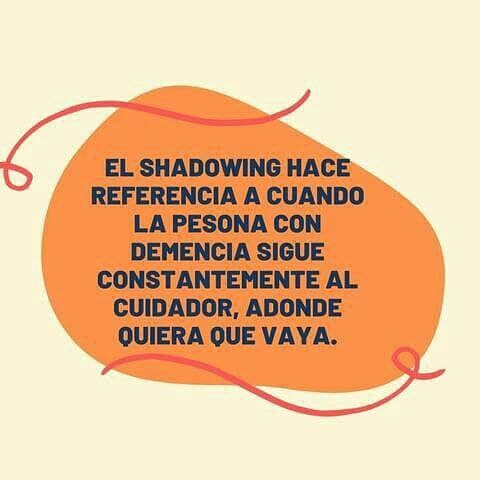 EL SHADOWING HACE
REFERENCIA A CUANDO
LA PESONA CON
DEMENCIA SIGUE
CONSTANTEMENTE AL
CUIDADOR, ADONDE
QUIERA QUE VAYA.